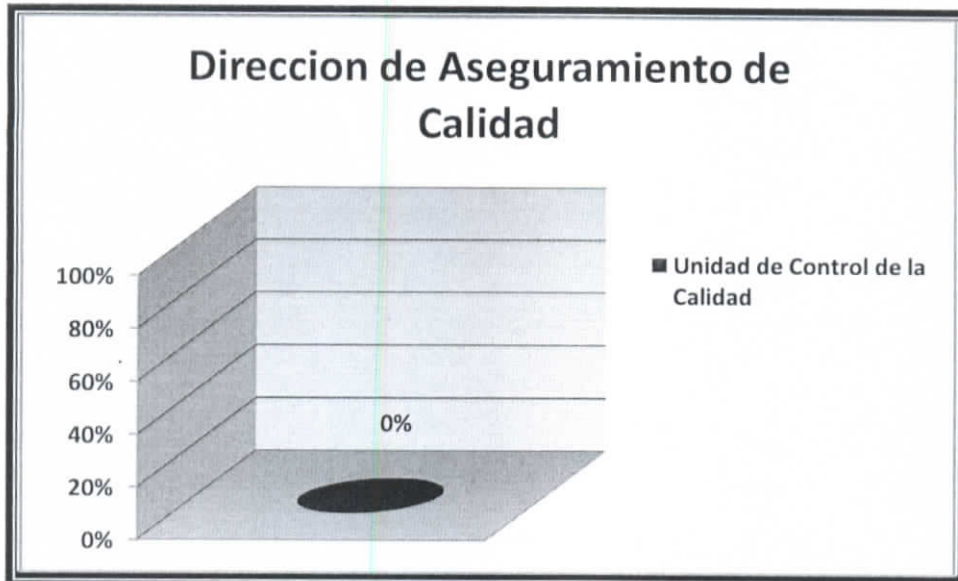 Direccion de Aseguramiento de
Calidad
100%
80%
60%
40%
20%
0%
0%
Unidad de Control de la
Calidad